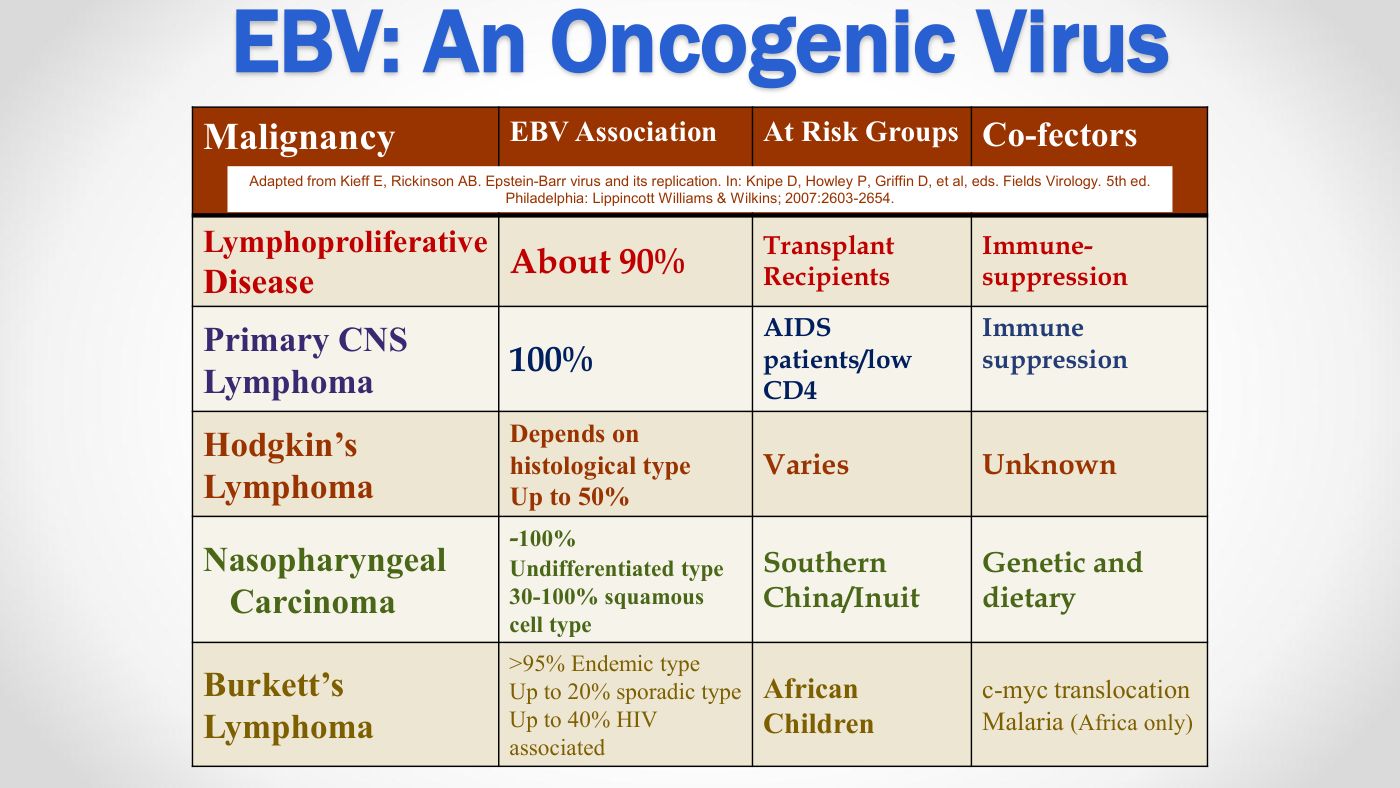 EBV: An Oncogenic Virus
Malignancy
EBV Association
At Risk Groups
Co-fectors
Adapted from Kieff E, Rickinson AB. Epstein-Barr virus and its replication. In: Knipe D, Howley P, Griffin D, et al, eds. Fields Virology. 5th ed.
Philadelphia: Lippincott Williams & Wilkins; 2007:2603-2654.
Lymphoproliferative
Disease
About 90%
Transplant
Recipients
Immune-
suppression
Primary CNS
Lymphoma
100%
AIDS
patients/low
CD4
Immune
suppression
Hodgkin’s
Lymphoma
Depends on
histological type
Up to 50%
Varies
Unknown
Nasopharyngeal
Carcinoma
-100%
Undifferentiated type
30-100% squamous
cell type
Southern
China/Inuit
Genetic and
dietary
Burkett’s
Lymphoma
>95% Endemic type
Up to 20% sporadic type
Up to 40% HIV
associated
African
Children
c-myc translocation
Malaria (Africa only)